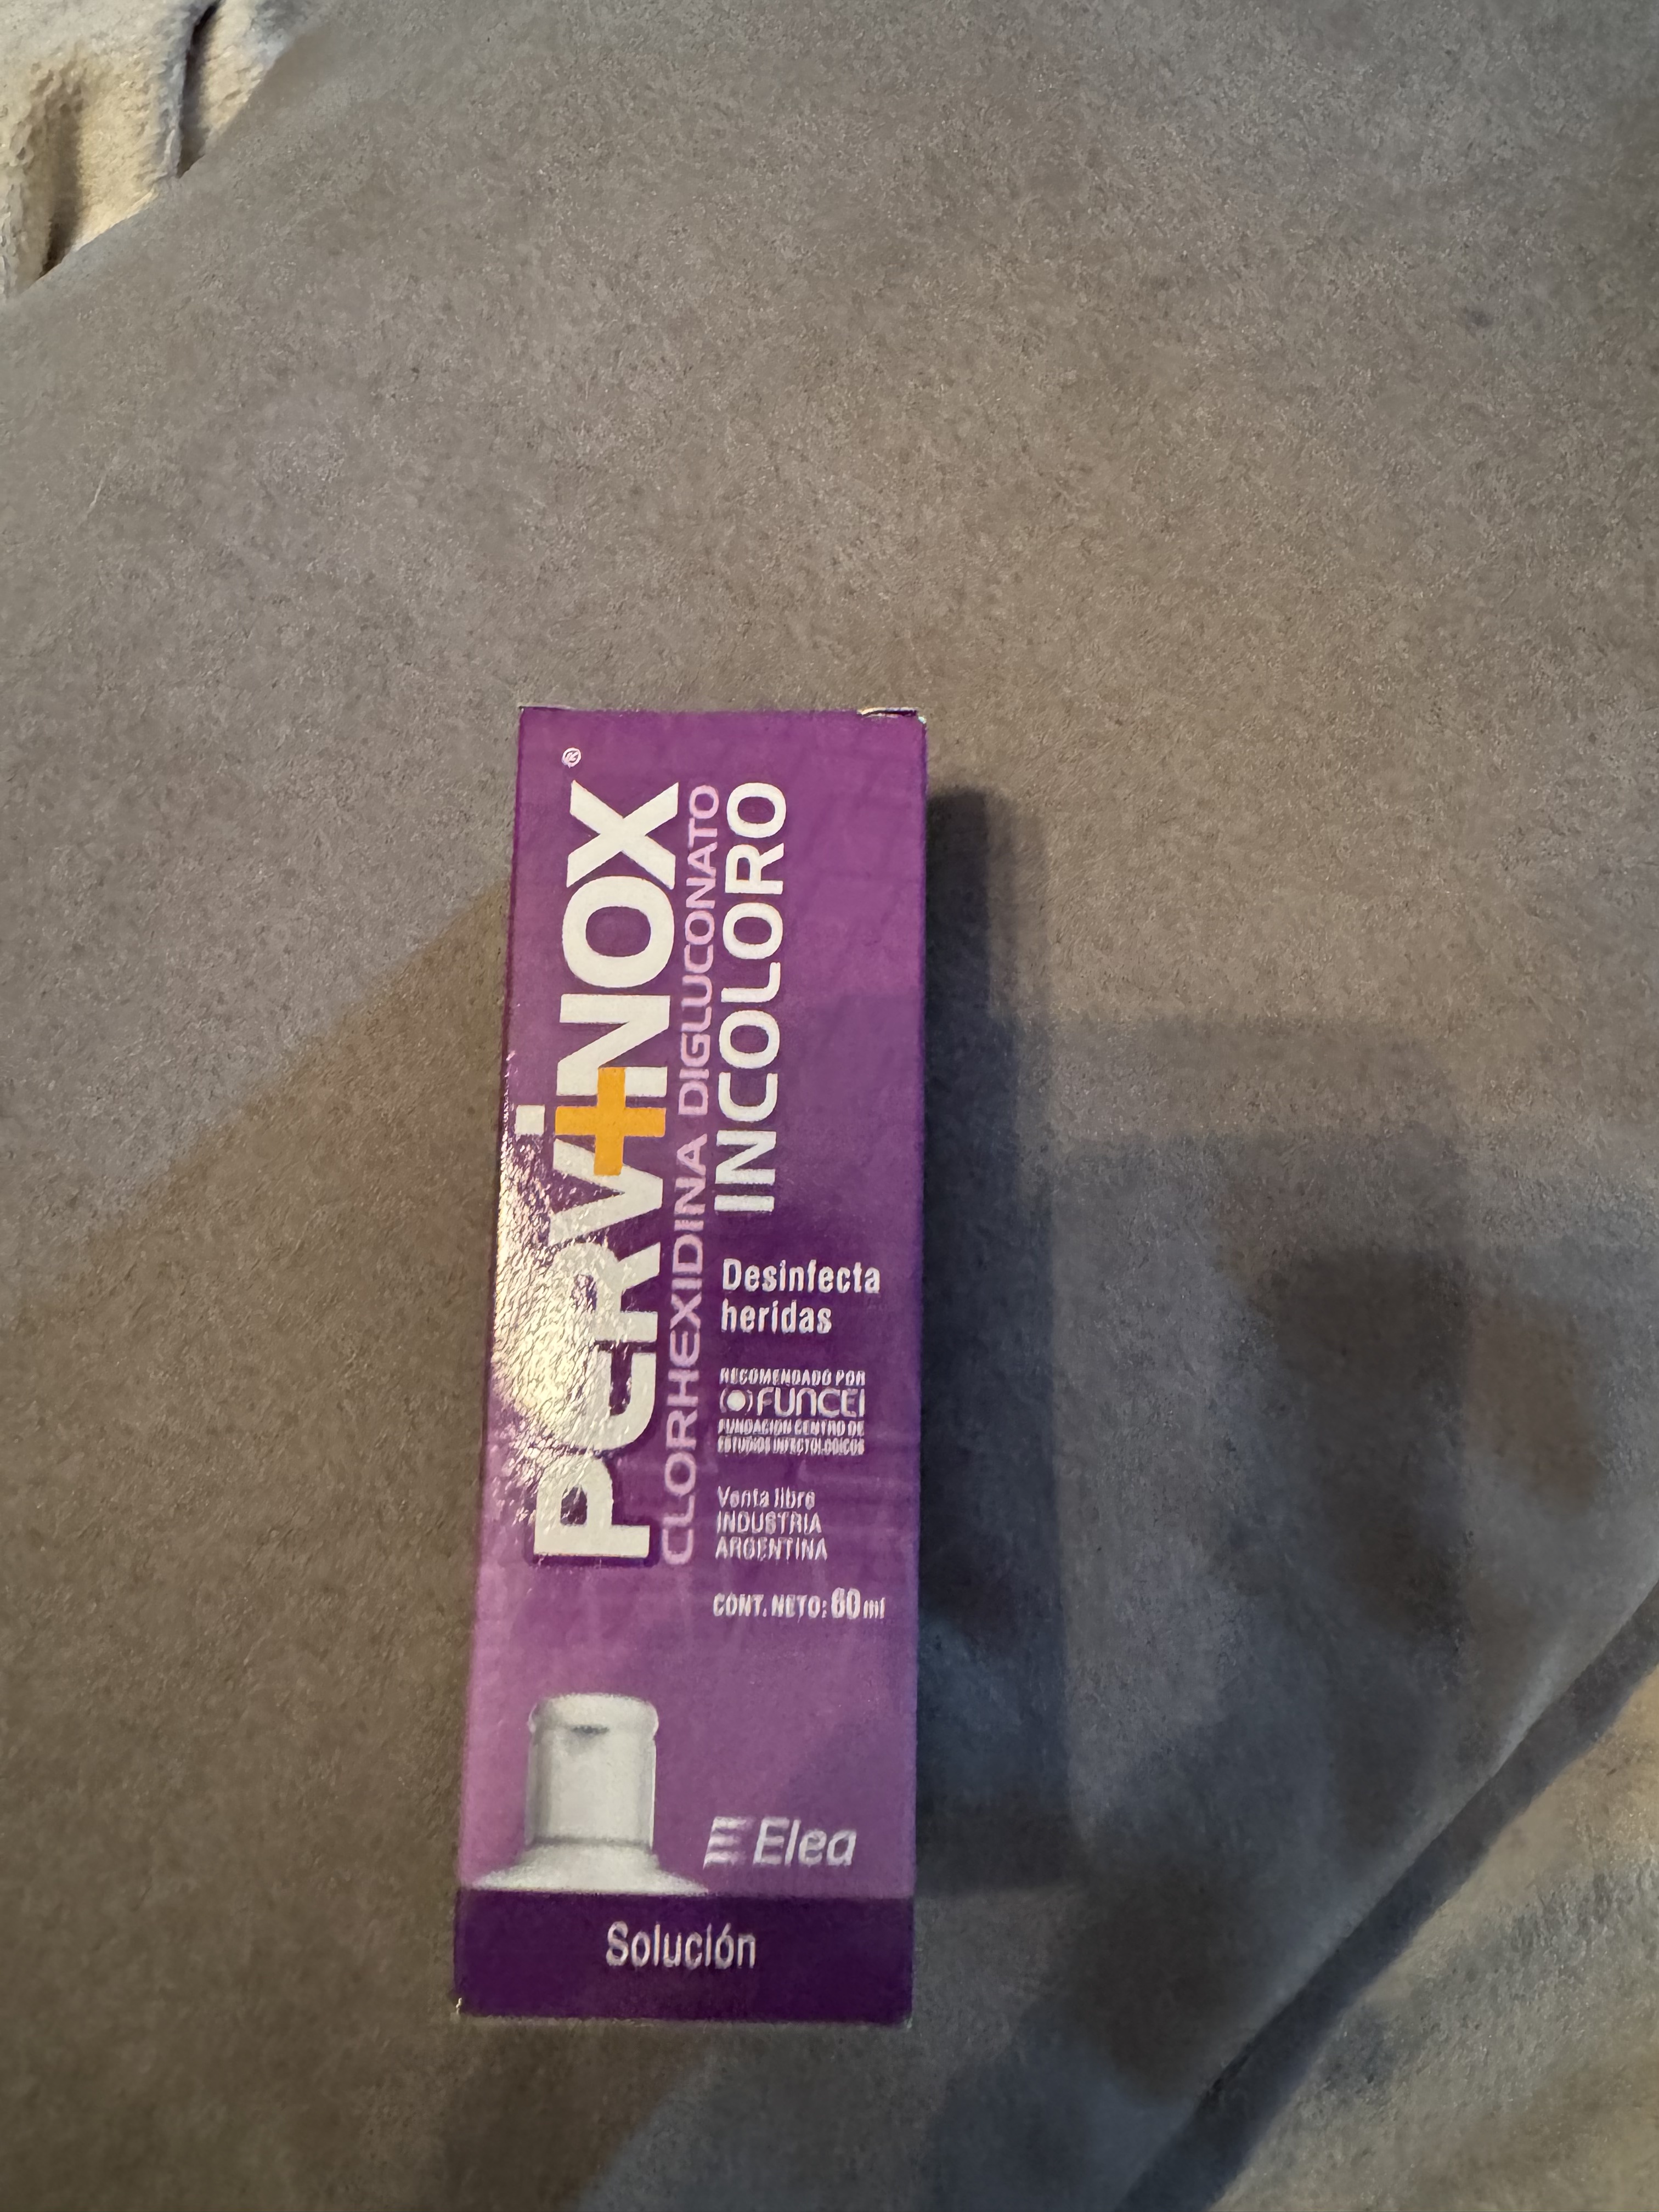 PERVINOX®
CLORHEXIDINA DIGLUCONATO
INCOLORO
Desinfecta
heridas
RECOMENDADO POR
FUNCEI
FUNDACION CENTRO DE
ESTUDIOS INFECTOLOGICOS
Venta libre
INDUSTRIA
ARGENTINA
CONT. NETO: 60 ml
Elea
Solución